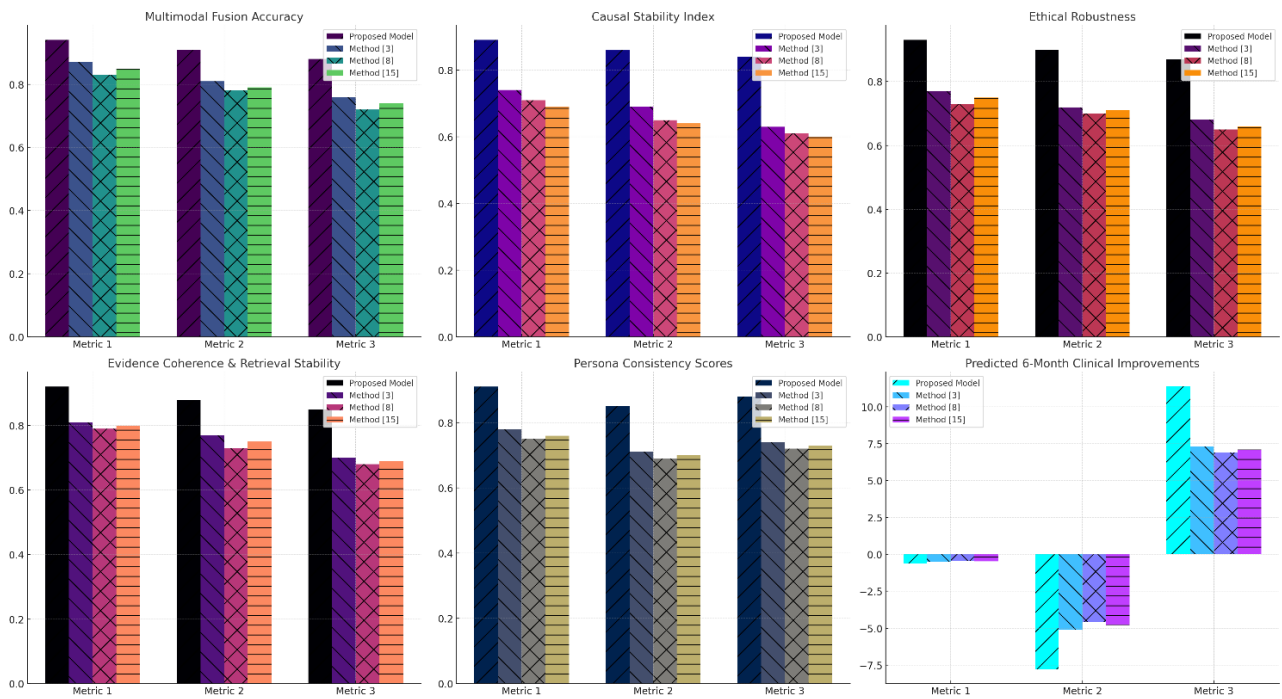 Multimodal Fusion Accuracy
Proposed Model
Method [3]
Method [8]
Method [15]
0.8
0.6
0.4
0.2
0.0
Metric 1 Metric 2 Metric 3
Causal Stability Index
Proposed Model
Method [3]
Method [8]
Method [15]
0.8
0.6
0.4
0.2
0.0
Metric 1 Metric 2 Metric 3
Ethical Robustness
Proposed Model
Method [3]
Method [8]
Method [15]
0.8
0.6
0.4
0.2
0.0
Metric 1 Metric 2 Metric 3
Evidence Coherence & Retrieval Stability
Proposed Model
Method [3]
Method [8]
Method [15]
0.8
0.6
0.4
0.2
0.0
Metric 1 Metric 2 Metric 3
Persona Consistency Scores
Proposed Model
Method [3]
Method [8]
Method [15]
0.8
0.6
0.4
0.2
0.0
Metric 1 Metric 2 Metric 3
Predicted 6-Month Clinical Improvements
Proposed Model
Method [3]
Method [8]
Method [15]
10.0
7.5
5.0
2.5
0.0
−2.5
−5.0
−7.5
Metric 1 Metric 2 Metric 3